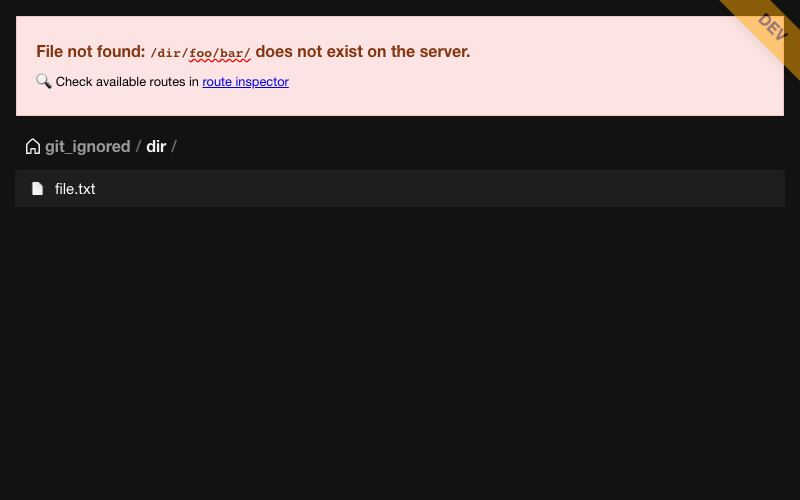 File not found: /dir/foo/bar/ does not exist on the server.
🔍 Check available routes in route inspector
DEV
git_ignored / dir /
file.txt